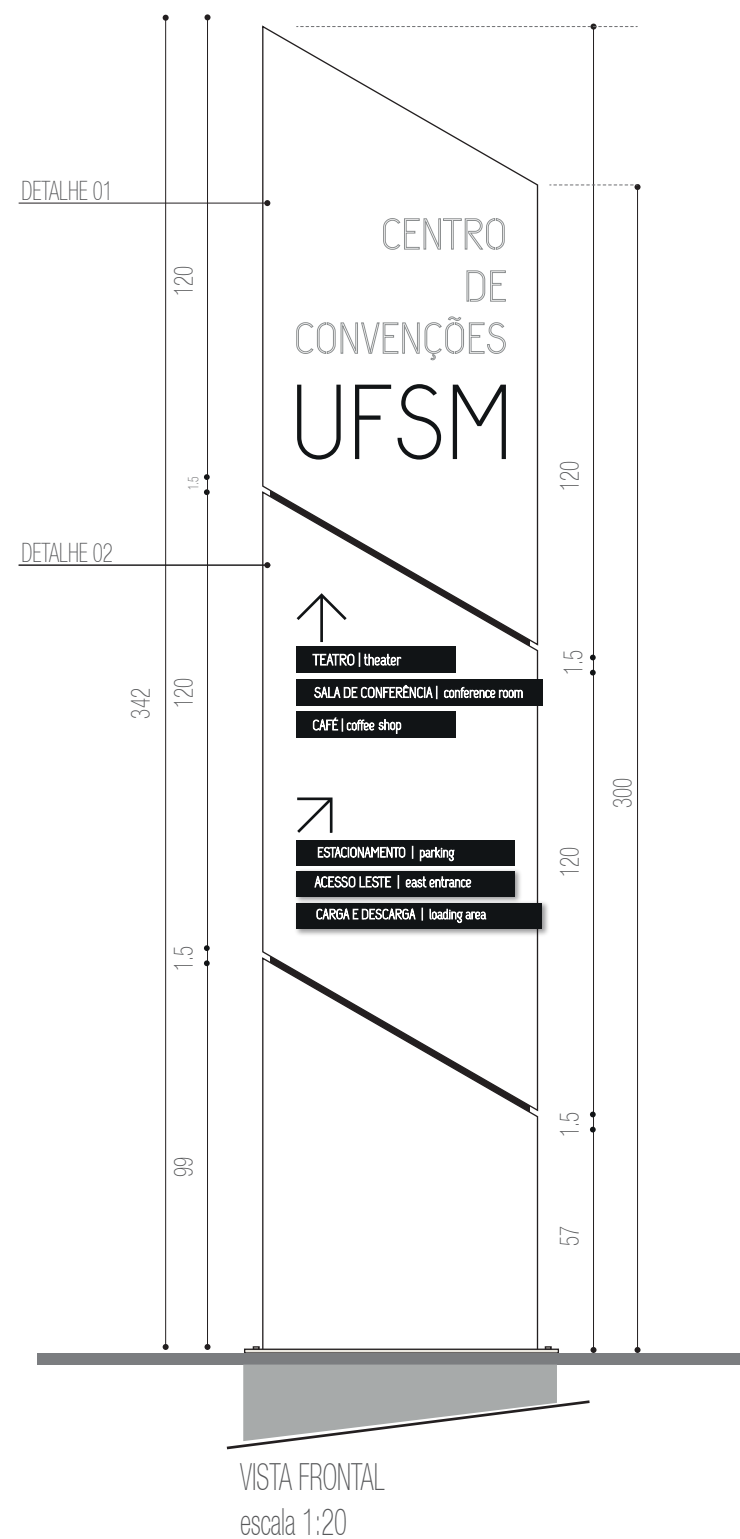 DETALHE 01
CENTRO
DE
CONVENÇÕES
UFSM
120
1.5
120
DETALHE 02
1.5
TEATRO | theater
SALA DE CONFERÊNCIA | conference room
CAFÉ | coffee shop
342
120
300
ESTACIONAMENTO | parking
ACESSO LESTE | east entrance
CARGA E DESCARGA | loading area
120
1.5
1.5
99
57
VISTA FRONTAL
escala 1:20